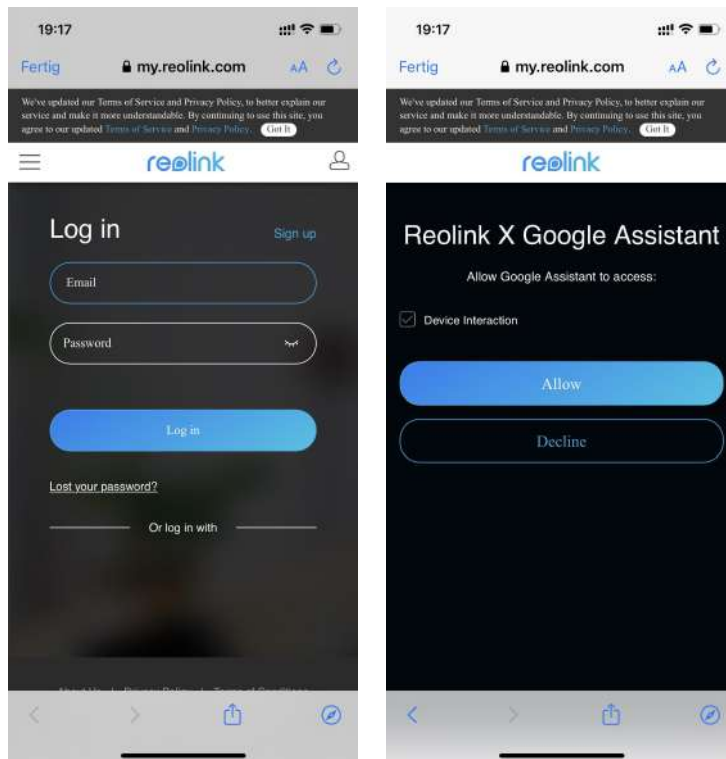 19:17
Fertig
my.reolink.com
AA
We've updated our Terms of Service and Privacy Policy, to better explain our
service and make it more understandable. By continuing to use this site, you
agree to our updated Terms of Service and Privacy Policy. Got It
reolink
Log in
Sign up
Email
Password
Log in
Lost your password?
Or log in with
19:17
Fertig
my.reolink.com
AA
We've updated our Terms of Service and Privacy Policy, to better explain our
service and make it more understandable. By continuing to use this site, you
agree to our updated Terms of Service and Privacy Policy. Got It
reolink
Reolink X Google Assistant
Allow Google Assistant to access:
Device Interaction
Allow
Decline